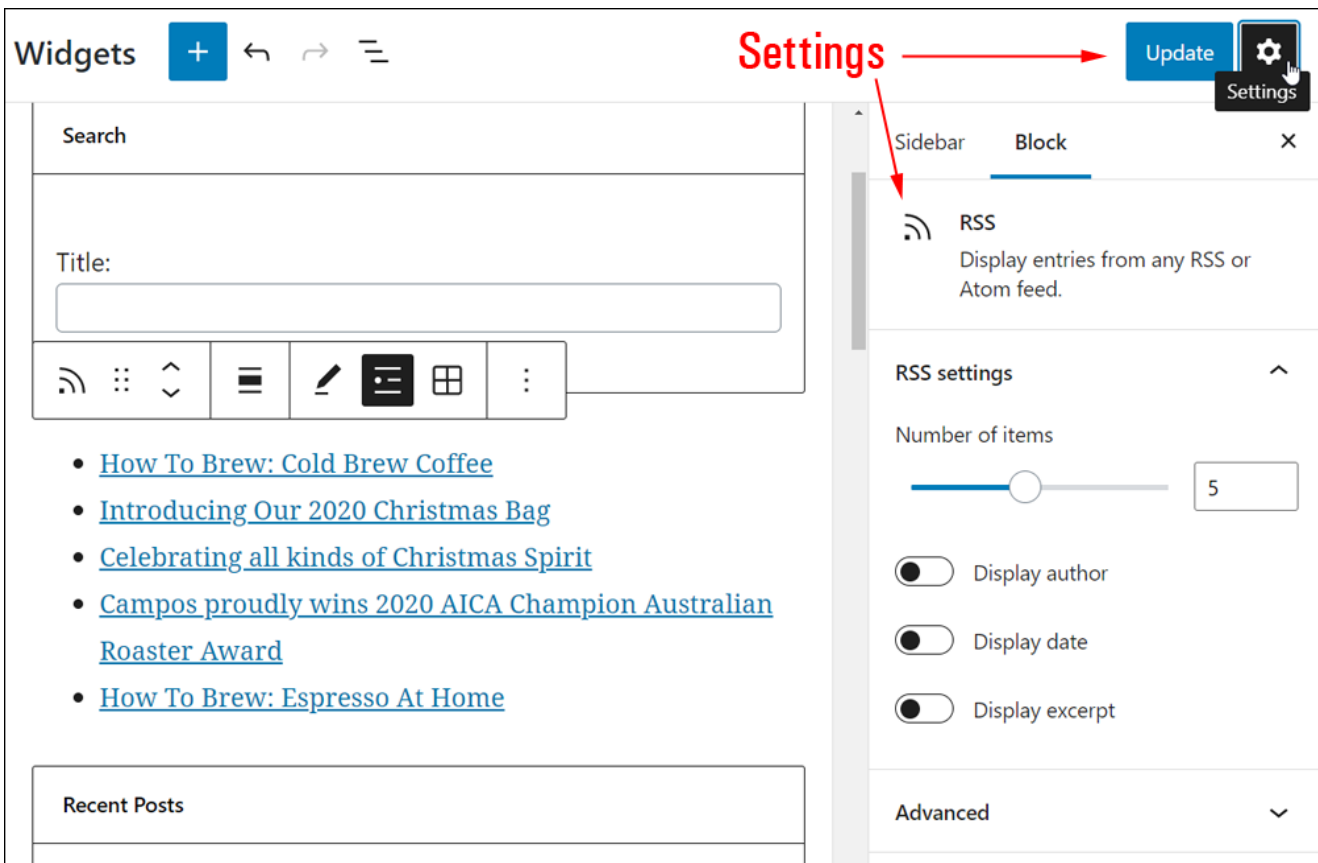 Widgets
Settings
Update
Settings
Search
Title:
How To Brew: Cold Brew Coffee
Introducing Our 2020 Christmas Bag
Celebrating all kinds of Christmas Spirit
Campos proudly wins 2020 AICA Champion Australian
Roaster Award
How To Brew: Espresso At Home
Recent Posts
Sidebar
Block
RSS
Display entries from any RSS or
Atom feed.
RSS settings
Number of items
5
Display author
Display date
Display excerpt
Advanced